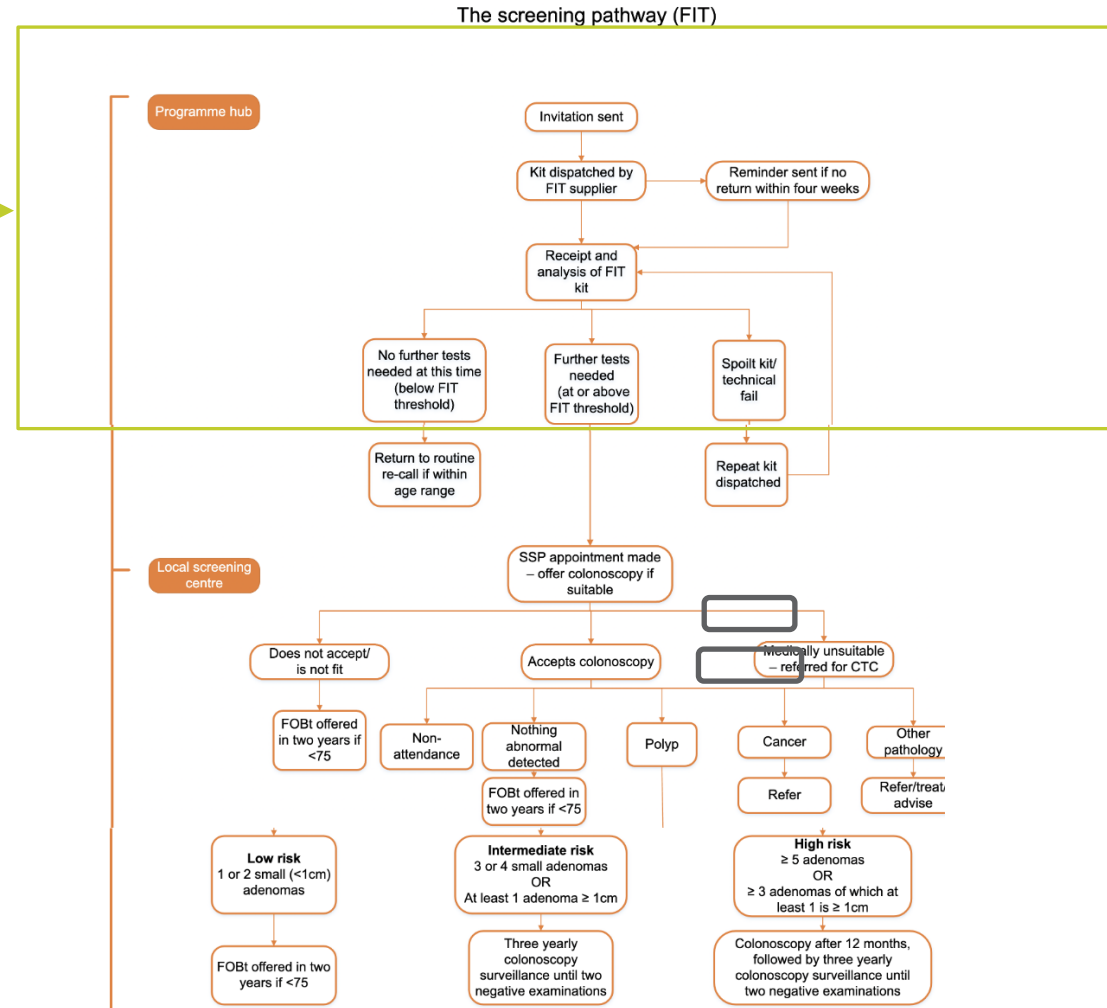 The screening pathway (FIT)
Programme hub
Invitation sent
Kit dispatched by
FIT supplier
Reminder sent if no
return within four weeks
Receipt and
analysis of FIT
kit
No further tests
needed at this time
(below FIT
threshold)
Further tests
needed
(at or above
FIT threshold)
Spoilt kit/
technical
fail
Return to routine
re-call if within
age range
Repeat kit
dispatched
Local screening
centre
SSP appointment made
– offer colonoscopy if
suitable
Does not accept/
is not fit
Accepts colonoscopy
Medically unsuitable
– referred for CTC
FOBt offered
in two years if
<75
Non-
attendance
Nothing
abnormal
detected
Polyp
Cancer
Other
pathology
FOBt offered in
two years if <75
Refer
Refer/treat/
advise
Low risk
1 or 2 small (<1cm)
adenomas
Intermediate risk
3 or 4 small adenomas
OR
At least 1 adenoma ≥ 1cm
High risk
≥ 5 adenomas
OR
≥ 3 adenomas of which at
least 1 is ≥ 1cm
FOBt offered in two
years if <75
Three yearly
colonoscopy
surveillance until two
negative examinations
Colonoscopy after 12 months,
followed by three yearly
colonoscopy surveillance until
two negative examinations